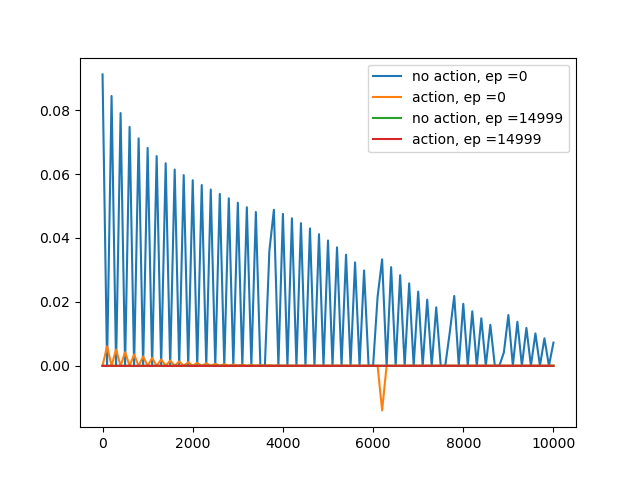 no action, ep =0
action, ep =0
no action, ep =14999
action, ep =14999
0.08
0.06
0.04
0.02
0.00
0 2000 4000 6000 8000 10000